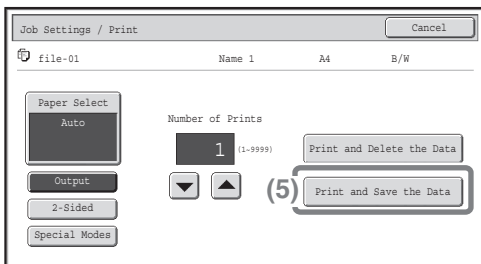 Job Settings / Print
Cancel
file-01 Name 1 A4 B/W
Paper Select
Auto
Number of Prints
1 (1~9999)
Print and Delete the Data
Output
(5) Print and Save the Data
2-Sided
Special Modes